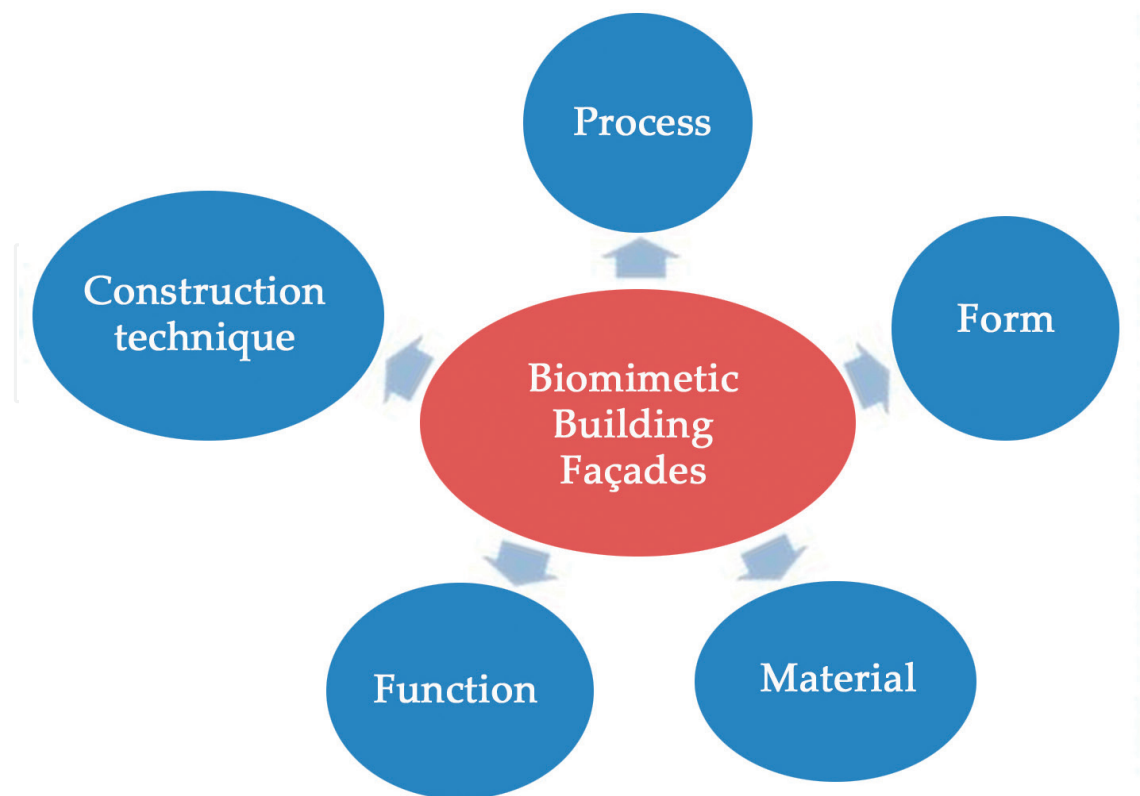 Process
Construction
technique
Form
Biomimetic
Building
Façades
Function
Material